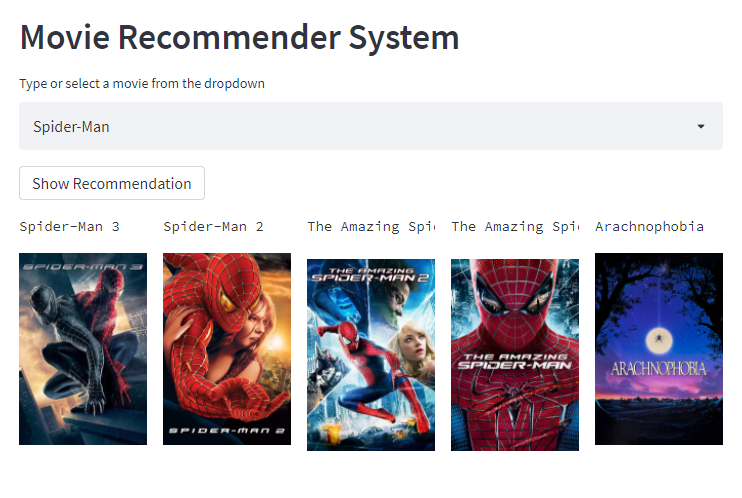 Movie Recommender System
Type or select a movie from the dropdown
Spider-Man
Show Recommendation
Spider-Man 3
Spider-Man 2
The Amazing Spi
The Amazing Spi
Arachnophobia
SPIDER-MAN 3
SPIDER-MAN 2
THE AMAZING
SPIDER-MAN 2
THE AMAZING
SPIDER-MAN
ARACHNOPHOBIA